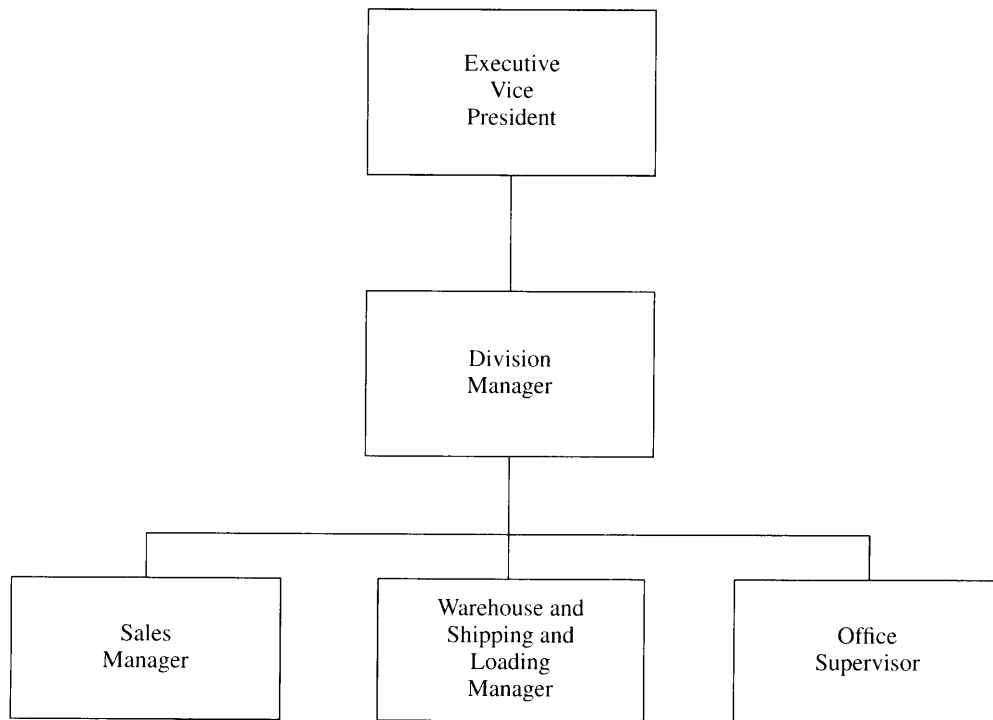 Executive
Vice
President
Division
Manager
Sales
Manager
Warehouse and
Shipping and
Loading
Manager
Office
Supervisor